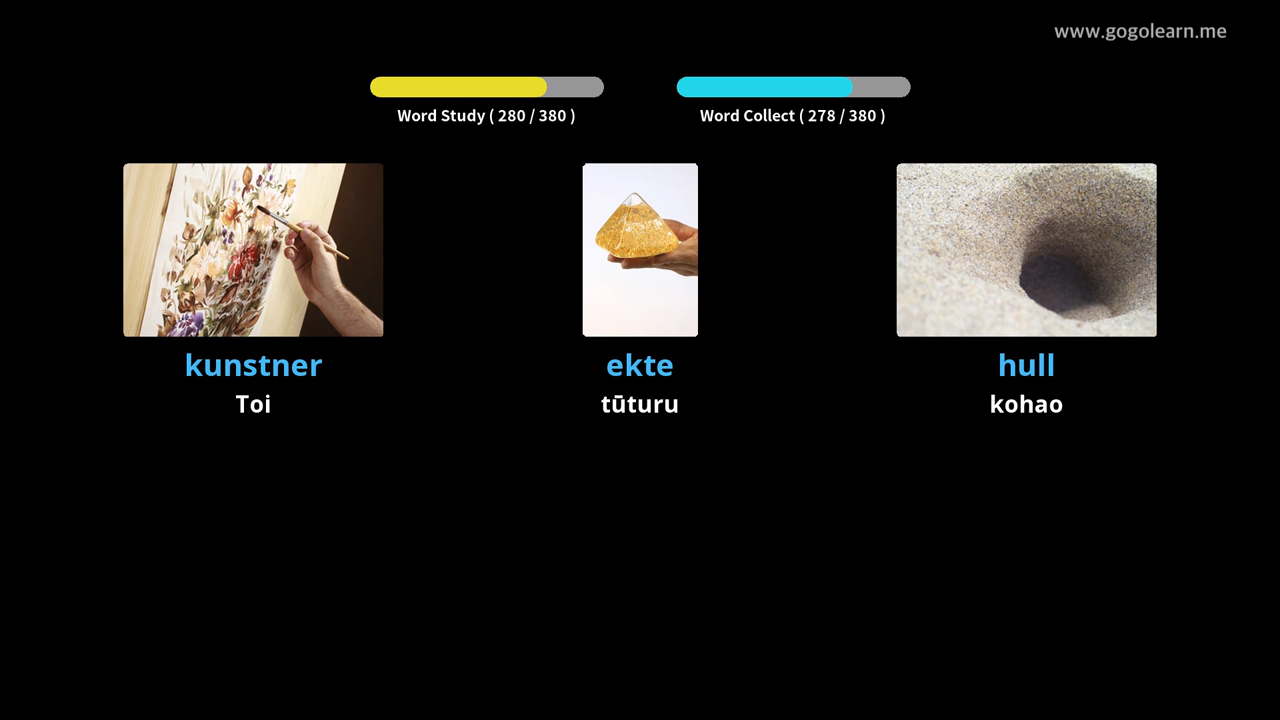 www.gogolearn.me
Word Study ( 280 / 380 )
Word Collect ( 278 / 380 )
kunstner
Toi
ekte
tūturu
hull
kohao